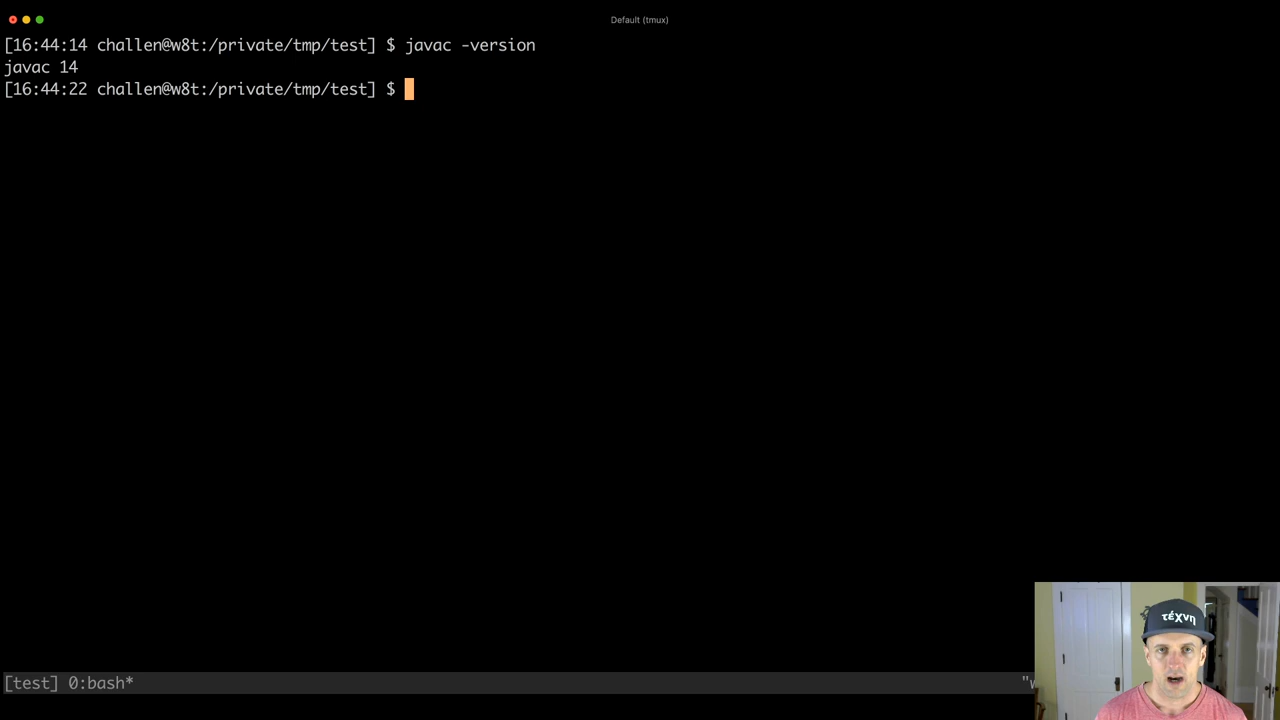 Default (tmux)
[16:44:14 challen@w8t:/private/tmp/test] $ javac -version
javac 14
[16:44:22 challen@w8t:/private/tmp/test] $
[test] 0:bash*
τέχνη